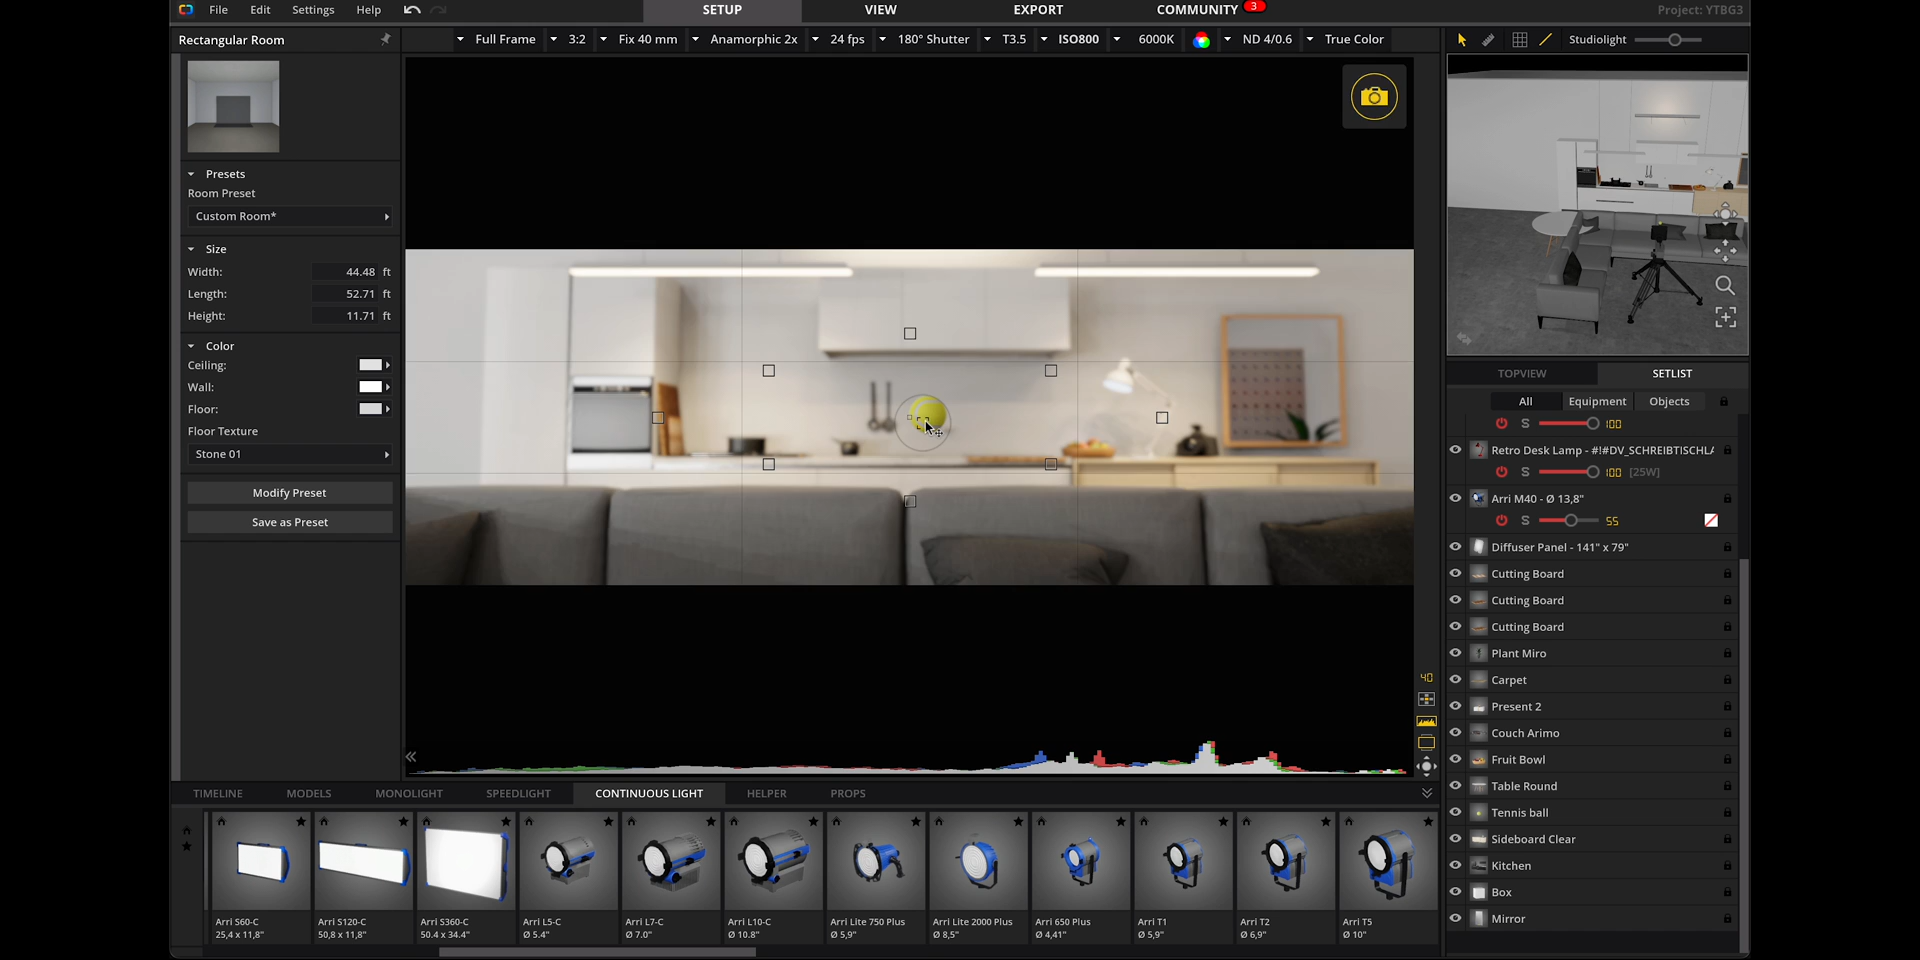 File Edit Settings Help SETUP VIEW EXPORT COMMUNITY 3 Project: YTBG3
Rectangular Room Full Frame 3:2 Fix 40 mm Anamorphic 2x 24 fps 180° Shutter T3.5 ISO800 6000K ND 4/0.6 True Color Studiolight
Presets
Room Preset
Custom Room*
Size
Width: 44.48 ft
Length: 52.71 ft
Height: 11.71 ft
Color
Ceiling:
Wall:
Floor:
Floor Texture
Stone 01
Modify Preset
Save as Preset
40
TOPVIEW SETLIST
All Equipment Objects
S 100
Retro Desk Lamp - #!#DV_SCHREIBTISCHLA
S 100 [25W]
Arri M40 - Ø 13,8"
S 55
Diffuser Panel - 141" x 79"
Cutting Board
Cutting Board
Cutting Board
Plant Miro
Carpet
Present 2
Couch Arimo
Fruit Bowl
Table Round
Tennis ball
Sideboard Clear
Kitchen
Box
Mirror
TIMELINE MODELS MONOLIGHT SPEEDLIGHT CONTINUOUS LIGHT HELPER PROPS
Arri S60-C
25,4 x 11,8"
Arri S120-C
50,8 x 11,8"
Arri S360-C
50.4 x 34.4"
Arri L5-C
Ø 5.4"
Arri L7-C
Ø 7.0"
Arri L10-C
Ø 10.8"
Arri Lite 750 Plus
Ø 5,9"
Arri Lite 2000 Plus
Ø 8,5"
Arri 650 Plus
Ø 4,41"
Arri T1
Ø 5,9"
Arri T2
Ø 6,9"
Arri T5
Ø 10"